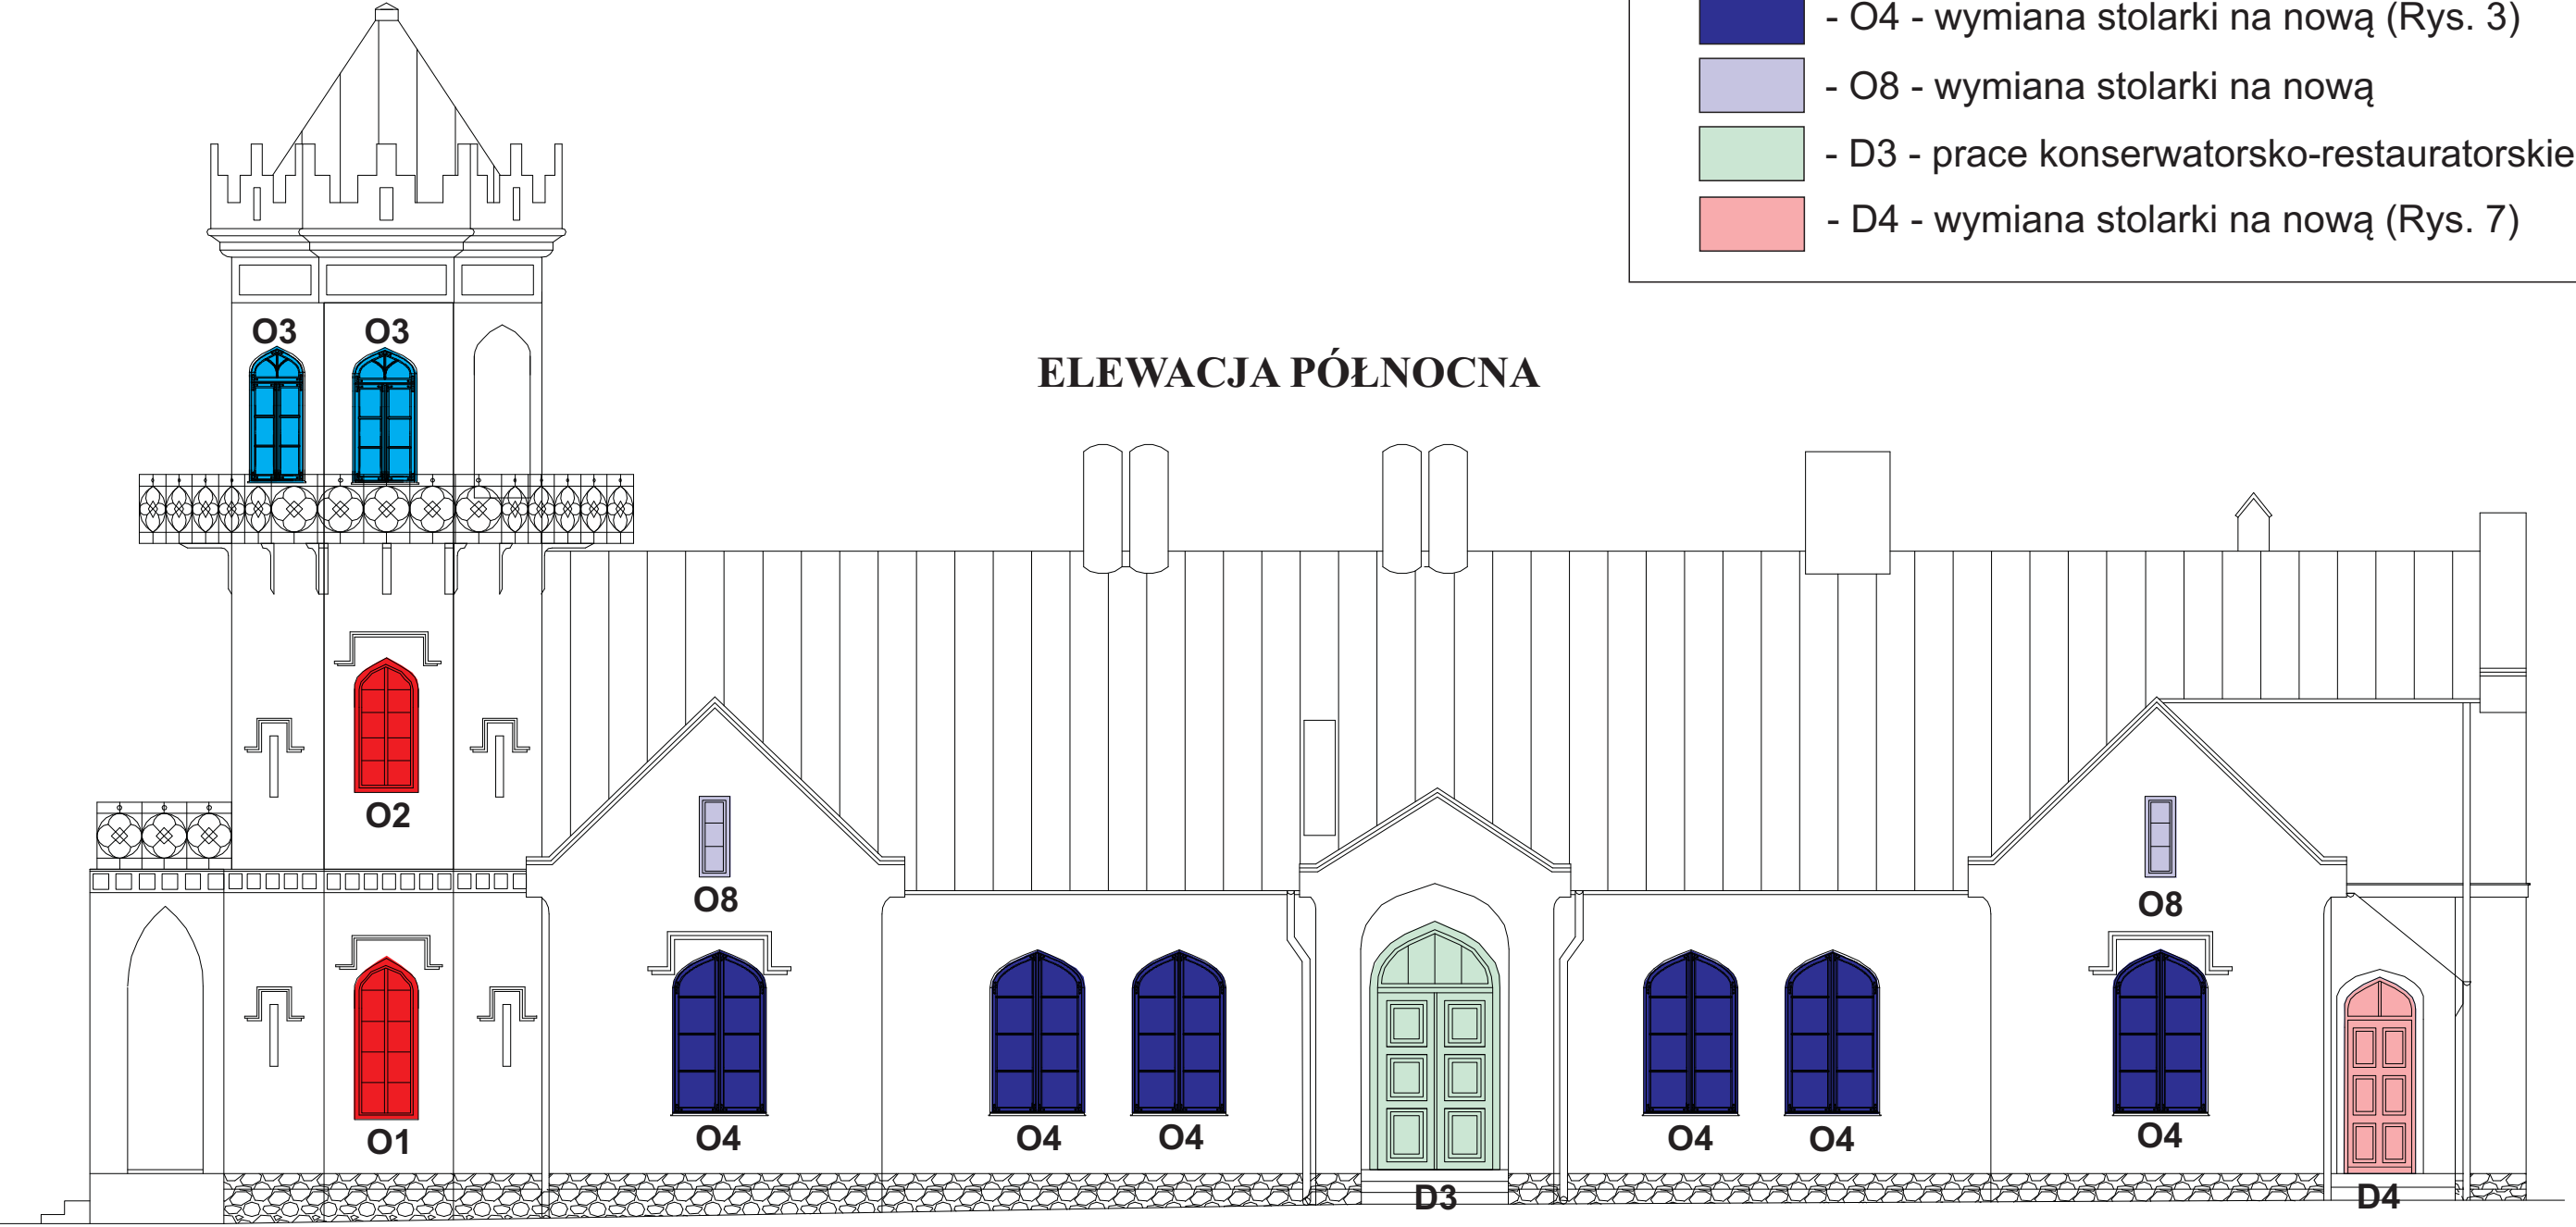 - O4 - wymiana stolarki na nową (Rys. 3)
- O8 - wymiana stolarki na nową
- D3 - prace konserwatorsko-restauratorskie
- D4 - wymiana stolarki na nową (Rys. 7)
O3 O3
ELEWACJA PÓŁNOCNA
O2
O8 O8
O1 O4 O4 O4 O4 O4 O4
D3 D4